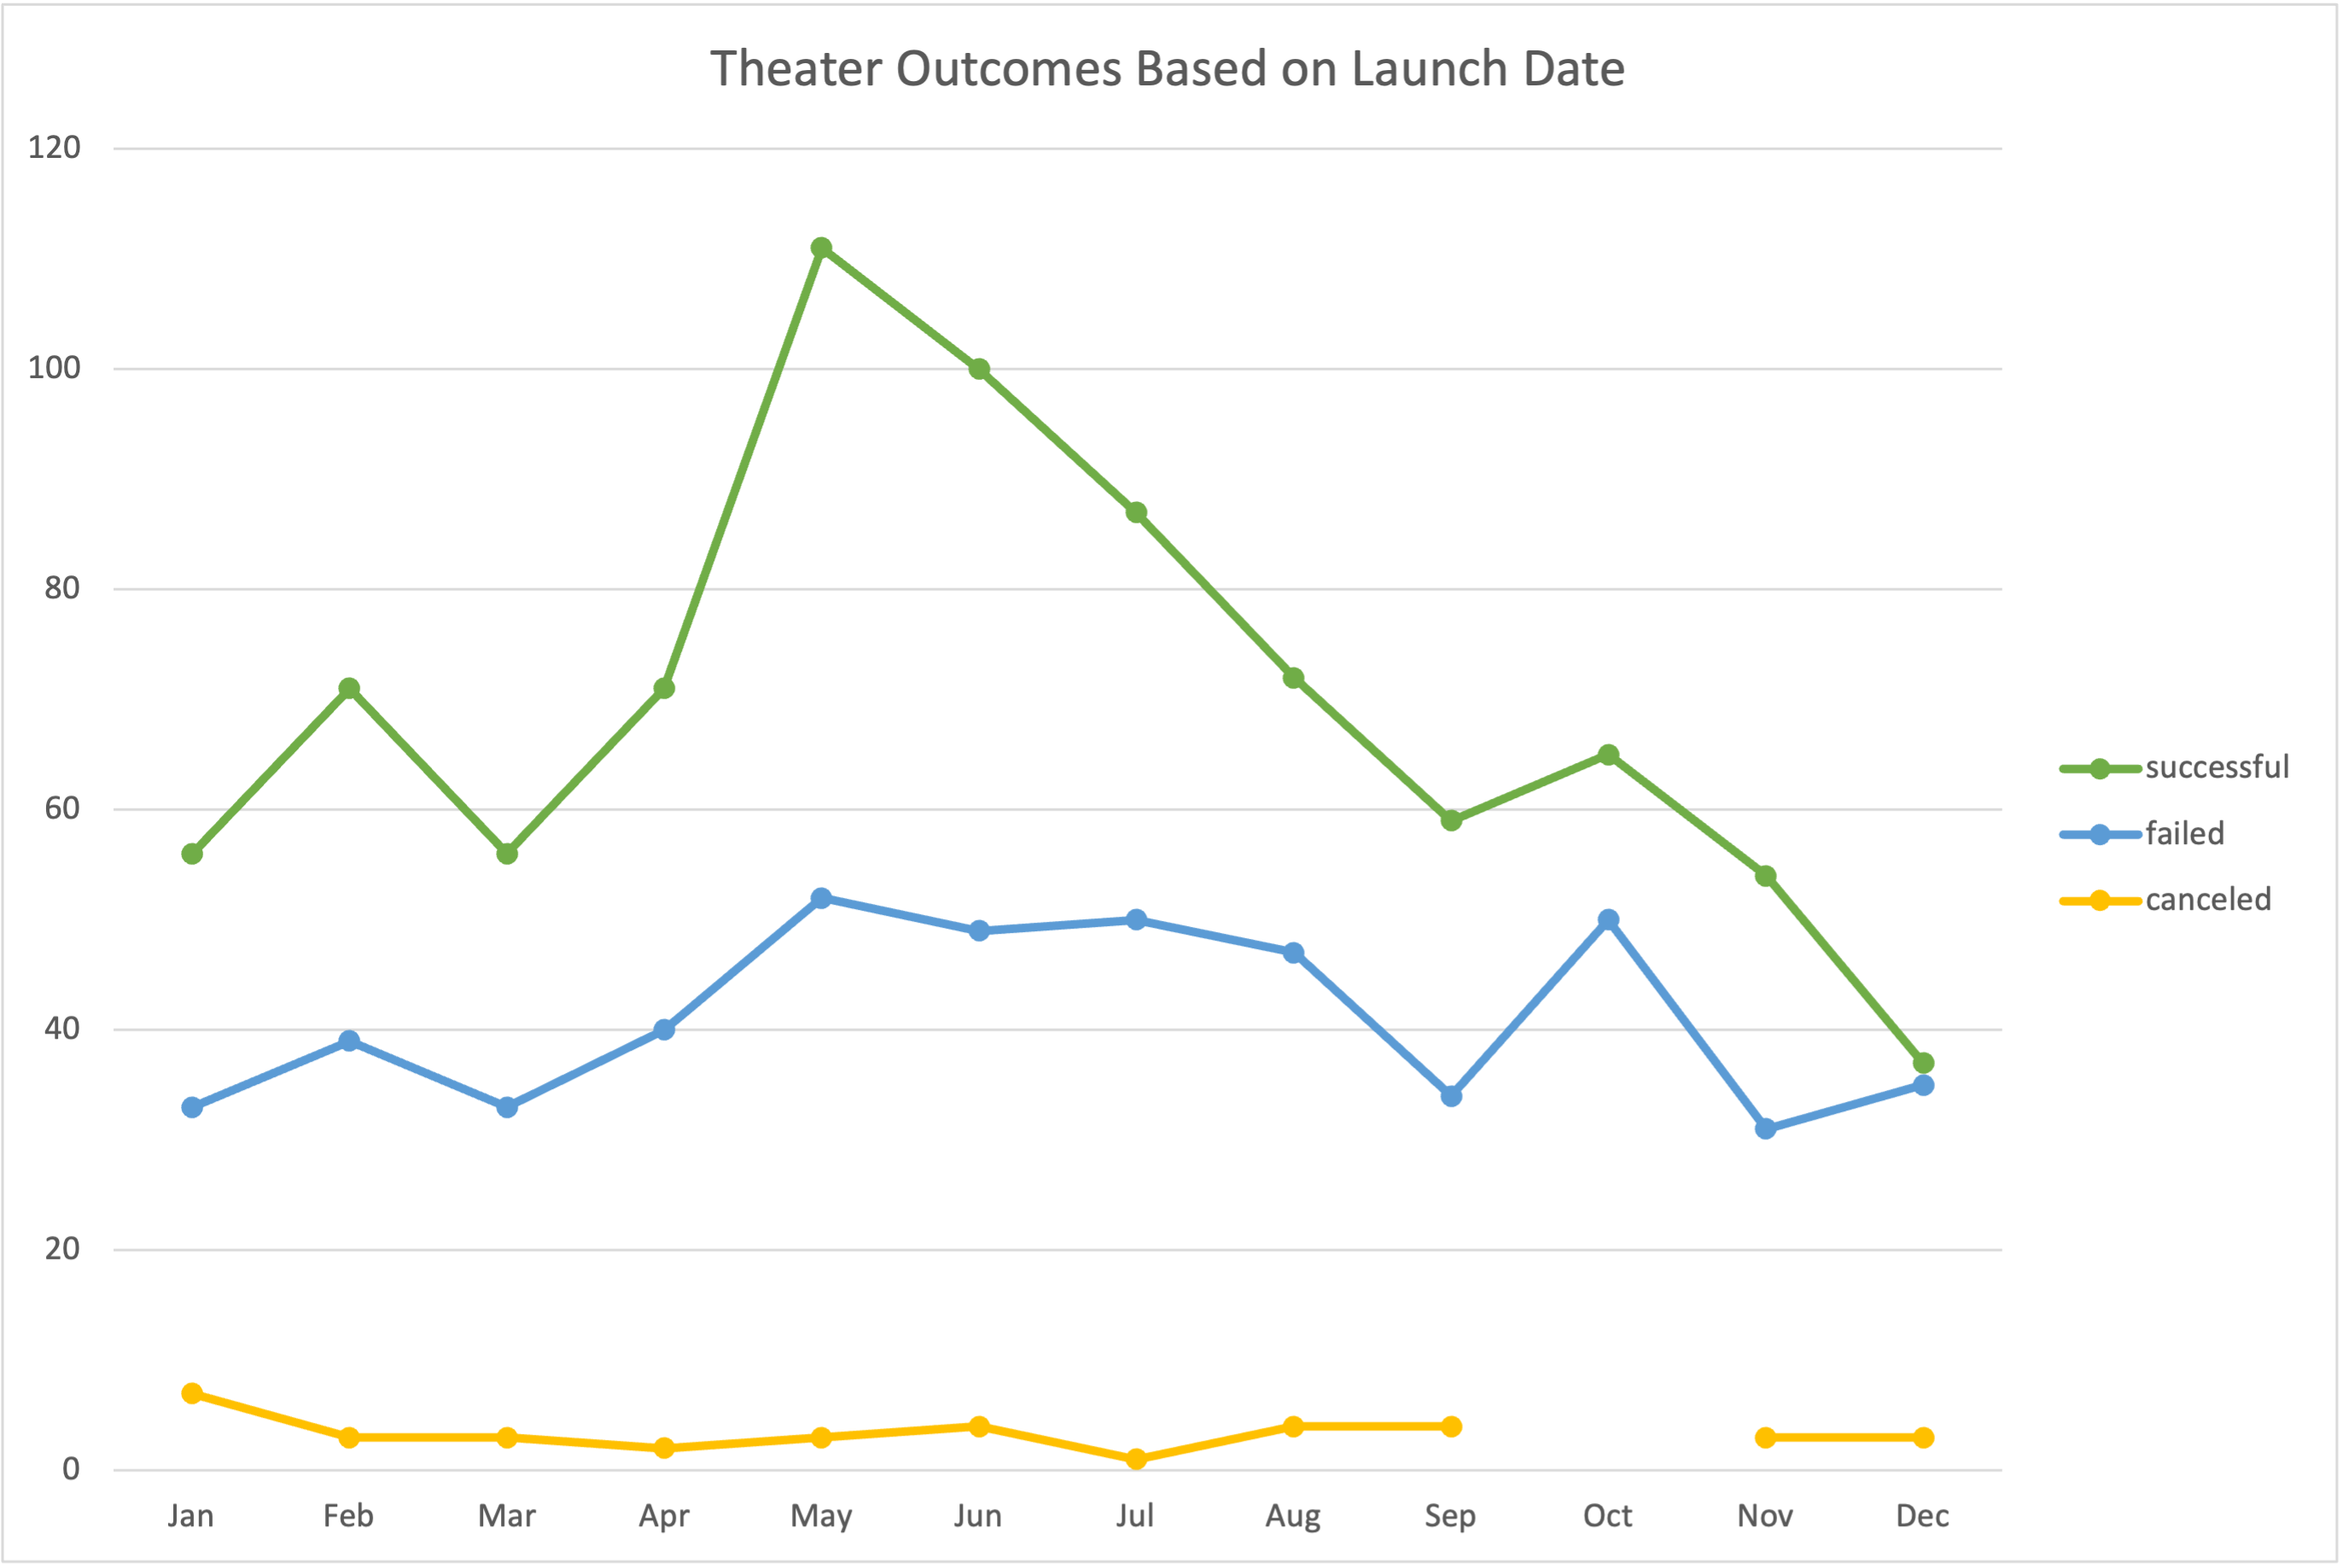 Theater Outcomes Based on Launch Date
120
100
80
60
40
20
0
Jan Feb Mar Apr May Jun Jul Aug Sep Oct Nov Dec
successful
failed
canceled